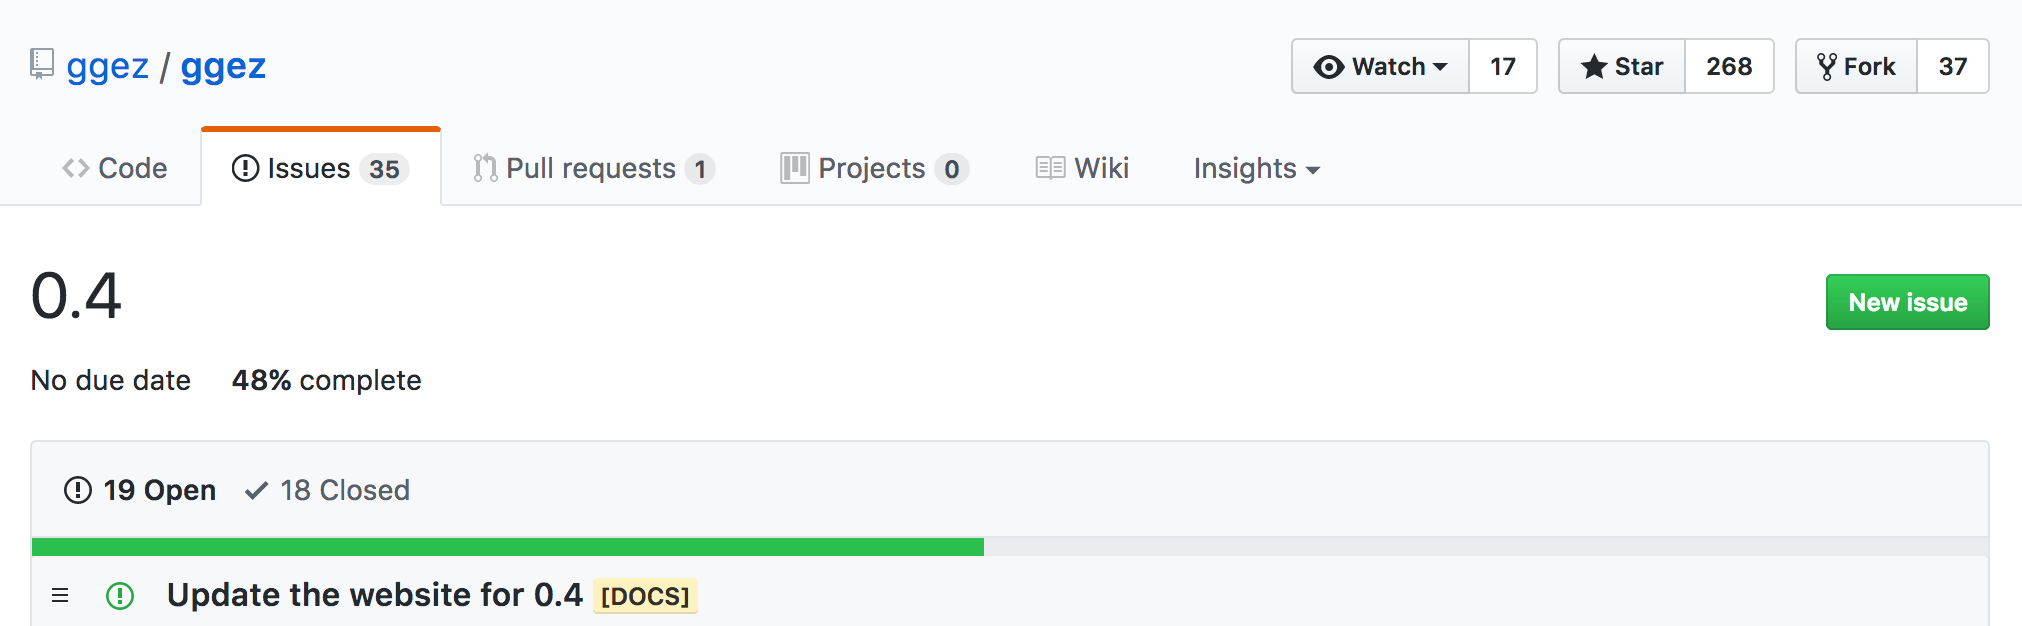 ggez / ggez Watch 17 Star 268 Fork 37
Code Issues 35 Pull requests 1 Projects 0 Wiki Insights
0.4 New issue
No due date 48% complete
19 Open 18 Closed
Update the website for 0.4 [DOCS]